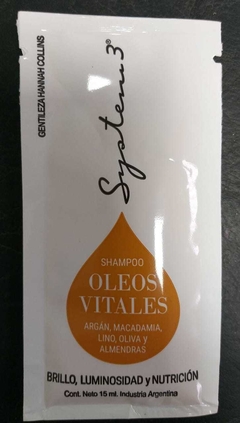 GENTILEZA HANNAH COLLINS
System 3®
SHAMPOO
OLEOS
VITALES
ARGÁN, MACADAMIA,
LINO, OLIVA y
ALMENDRAS
BRILLO, LUMINOSIDAD y NUTRICIÓN
Cont. Neto 15 ml. Industria Argentina